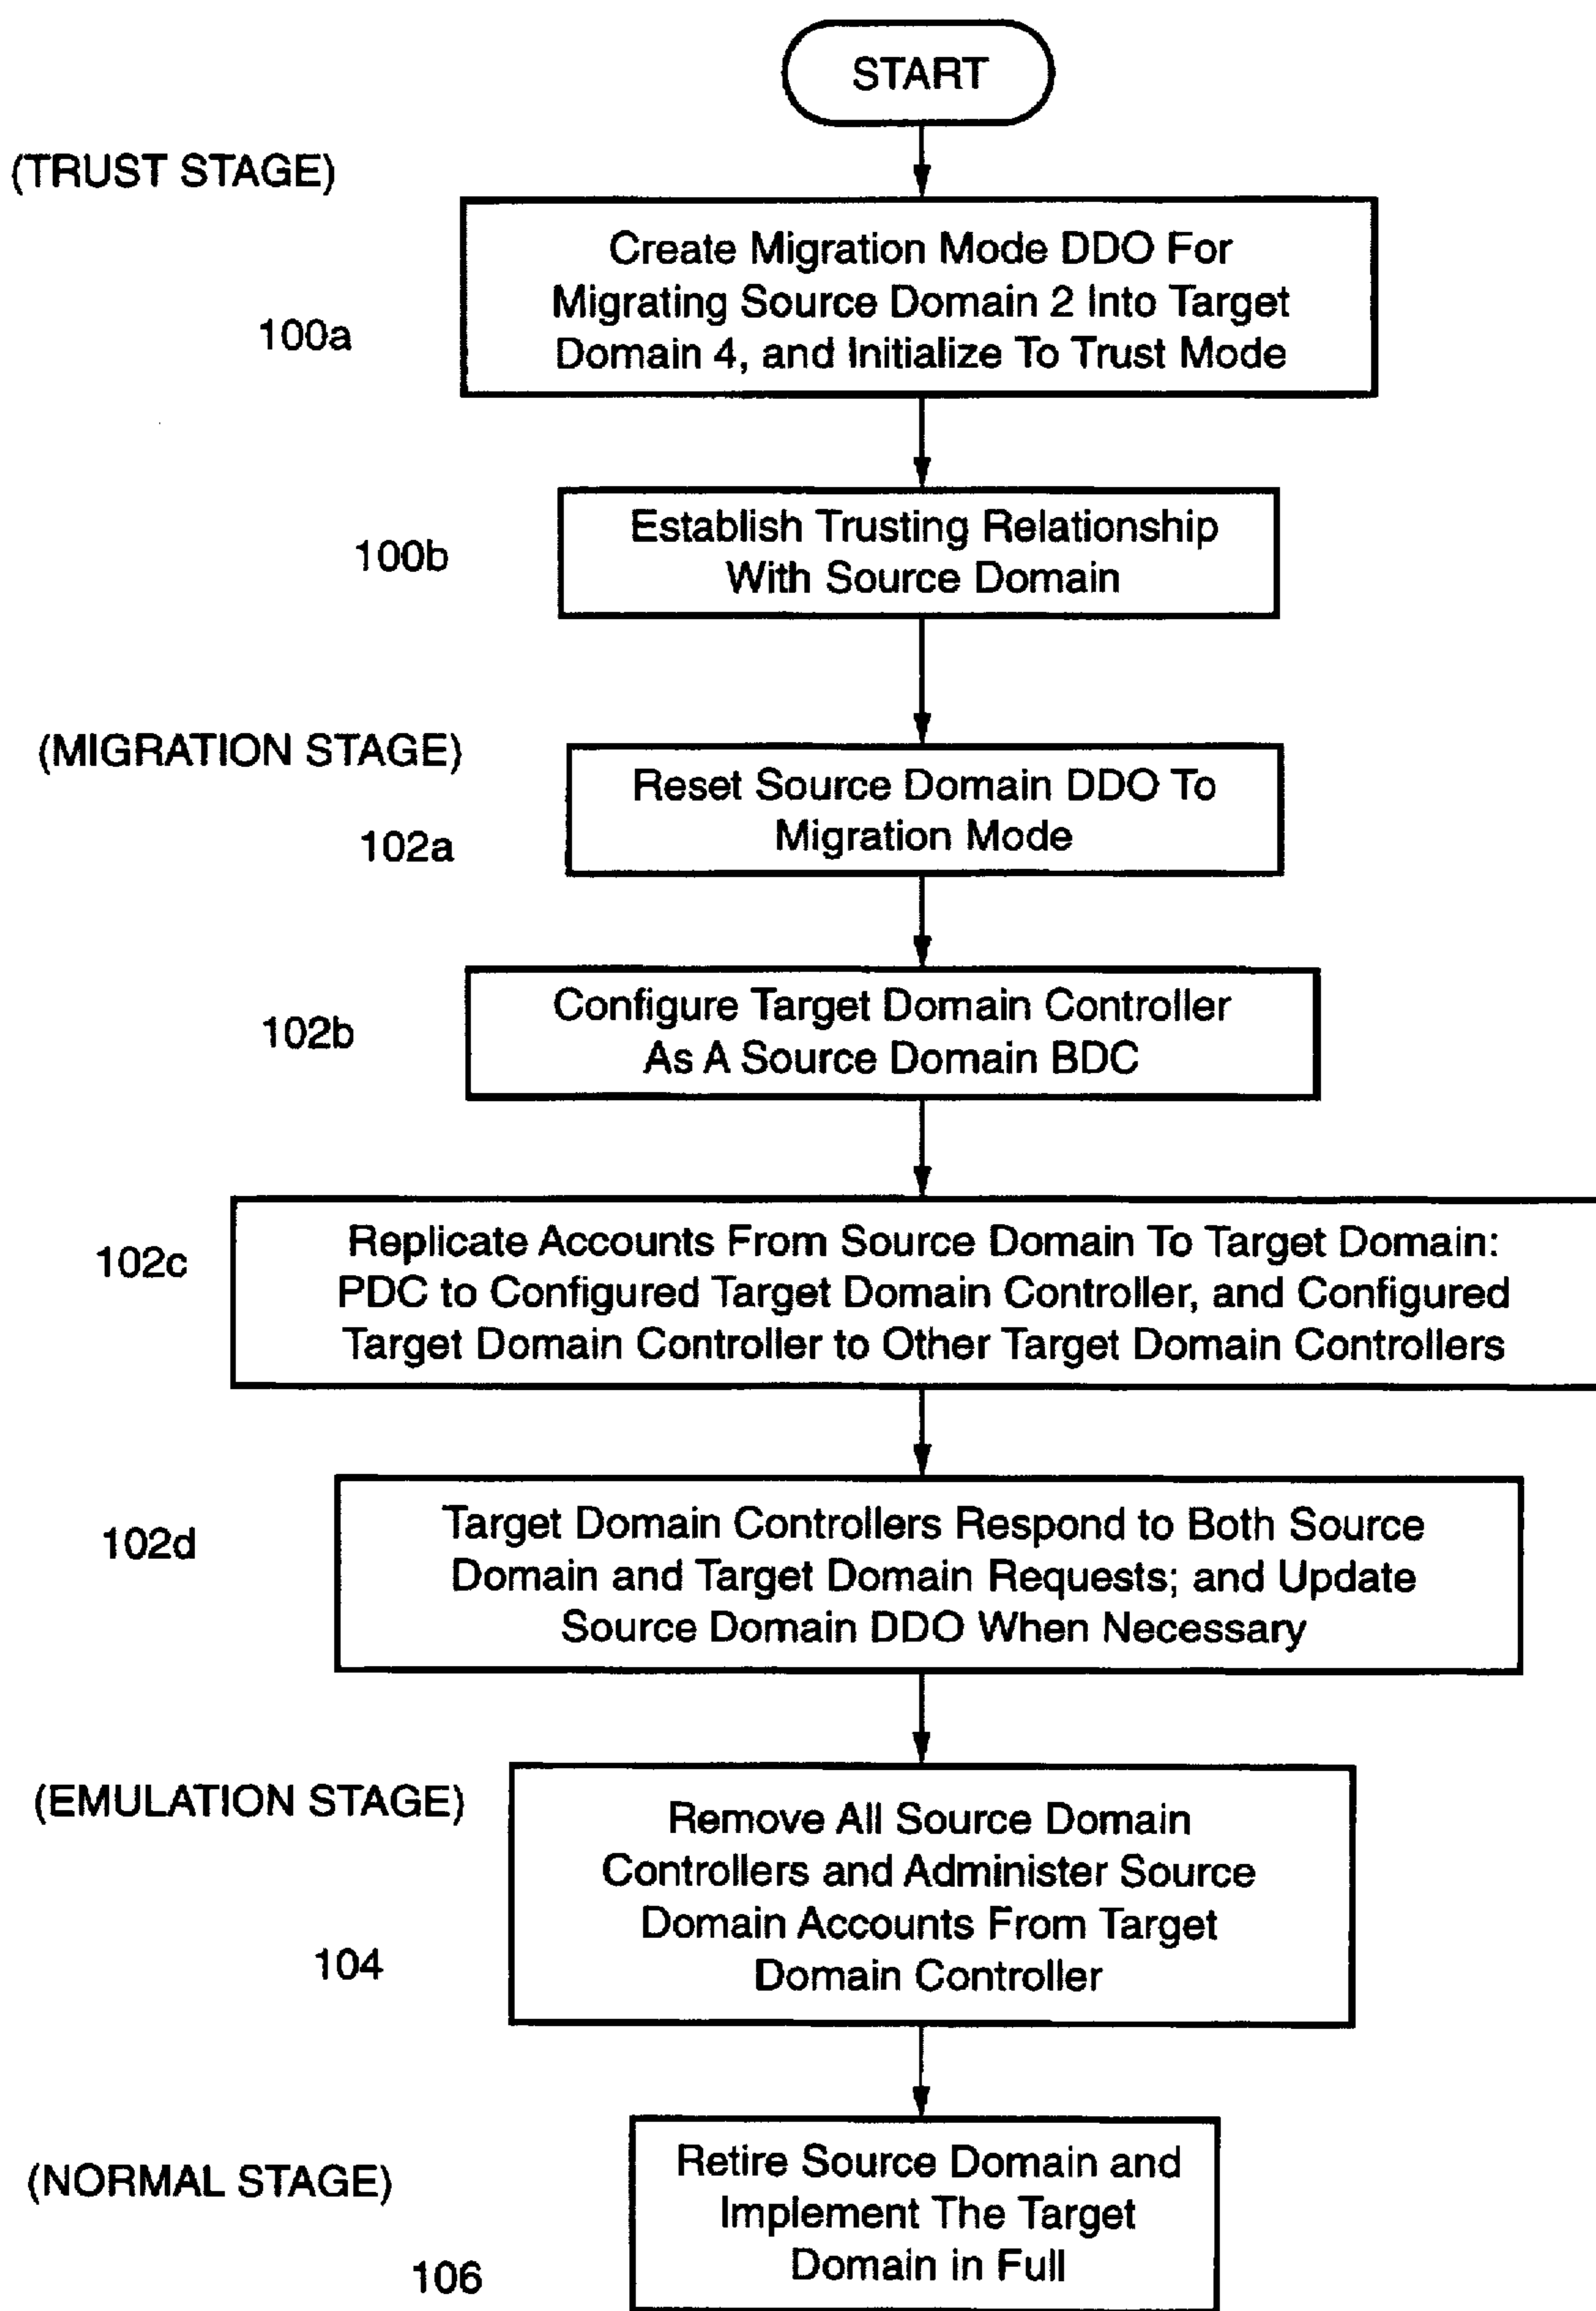 START
(TRUST STAGE)
100a
Create Migration Mode DDO For
Migrating Source Domain 2 Into Target
Domain 4, and Initialize To Trust Mode
100b
Establish Trusting Relationship
With Source Domain
(MIGRATION STAGE)
102a
Reset Source Domain DDO To
Migration Mode
102b
Configure Target Domain Controller
As A Source Domain BDC
102c
Replicate Accounts From Source Domain To Target Domain:
PDC to Configured Target Domain Controller, and Configured
Target Domain Controller to Other Target Domain Controllers
102d
Target Domain Controllers Respond to Both Source
Domain and Target Domain Requests; and Update
Source Domain DDO When Necessary
(EMULATION STAGE)
104
Remove All Source Domain
Controllers and Administer Source
Domain Accounts From Target
Domain Controller
(NORMAL STAGE)
106
Retire Source Domain and
Implement The Target
Domain in Full